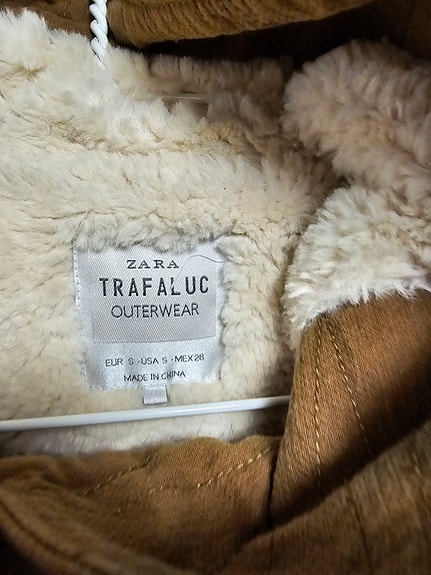 ZARA
TRAFALUC
OUTERWEAR
EUR S · USA S · MEX 26
MADE IN CHINA